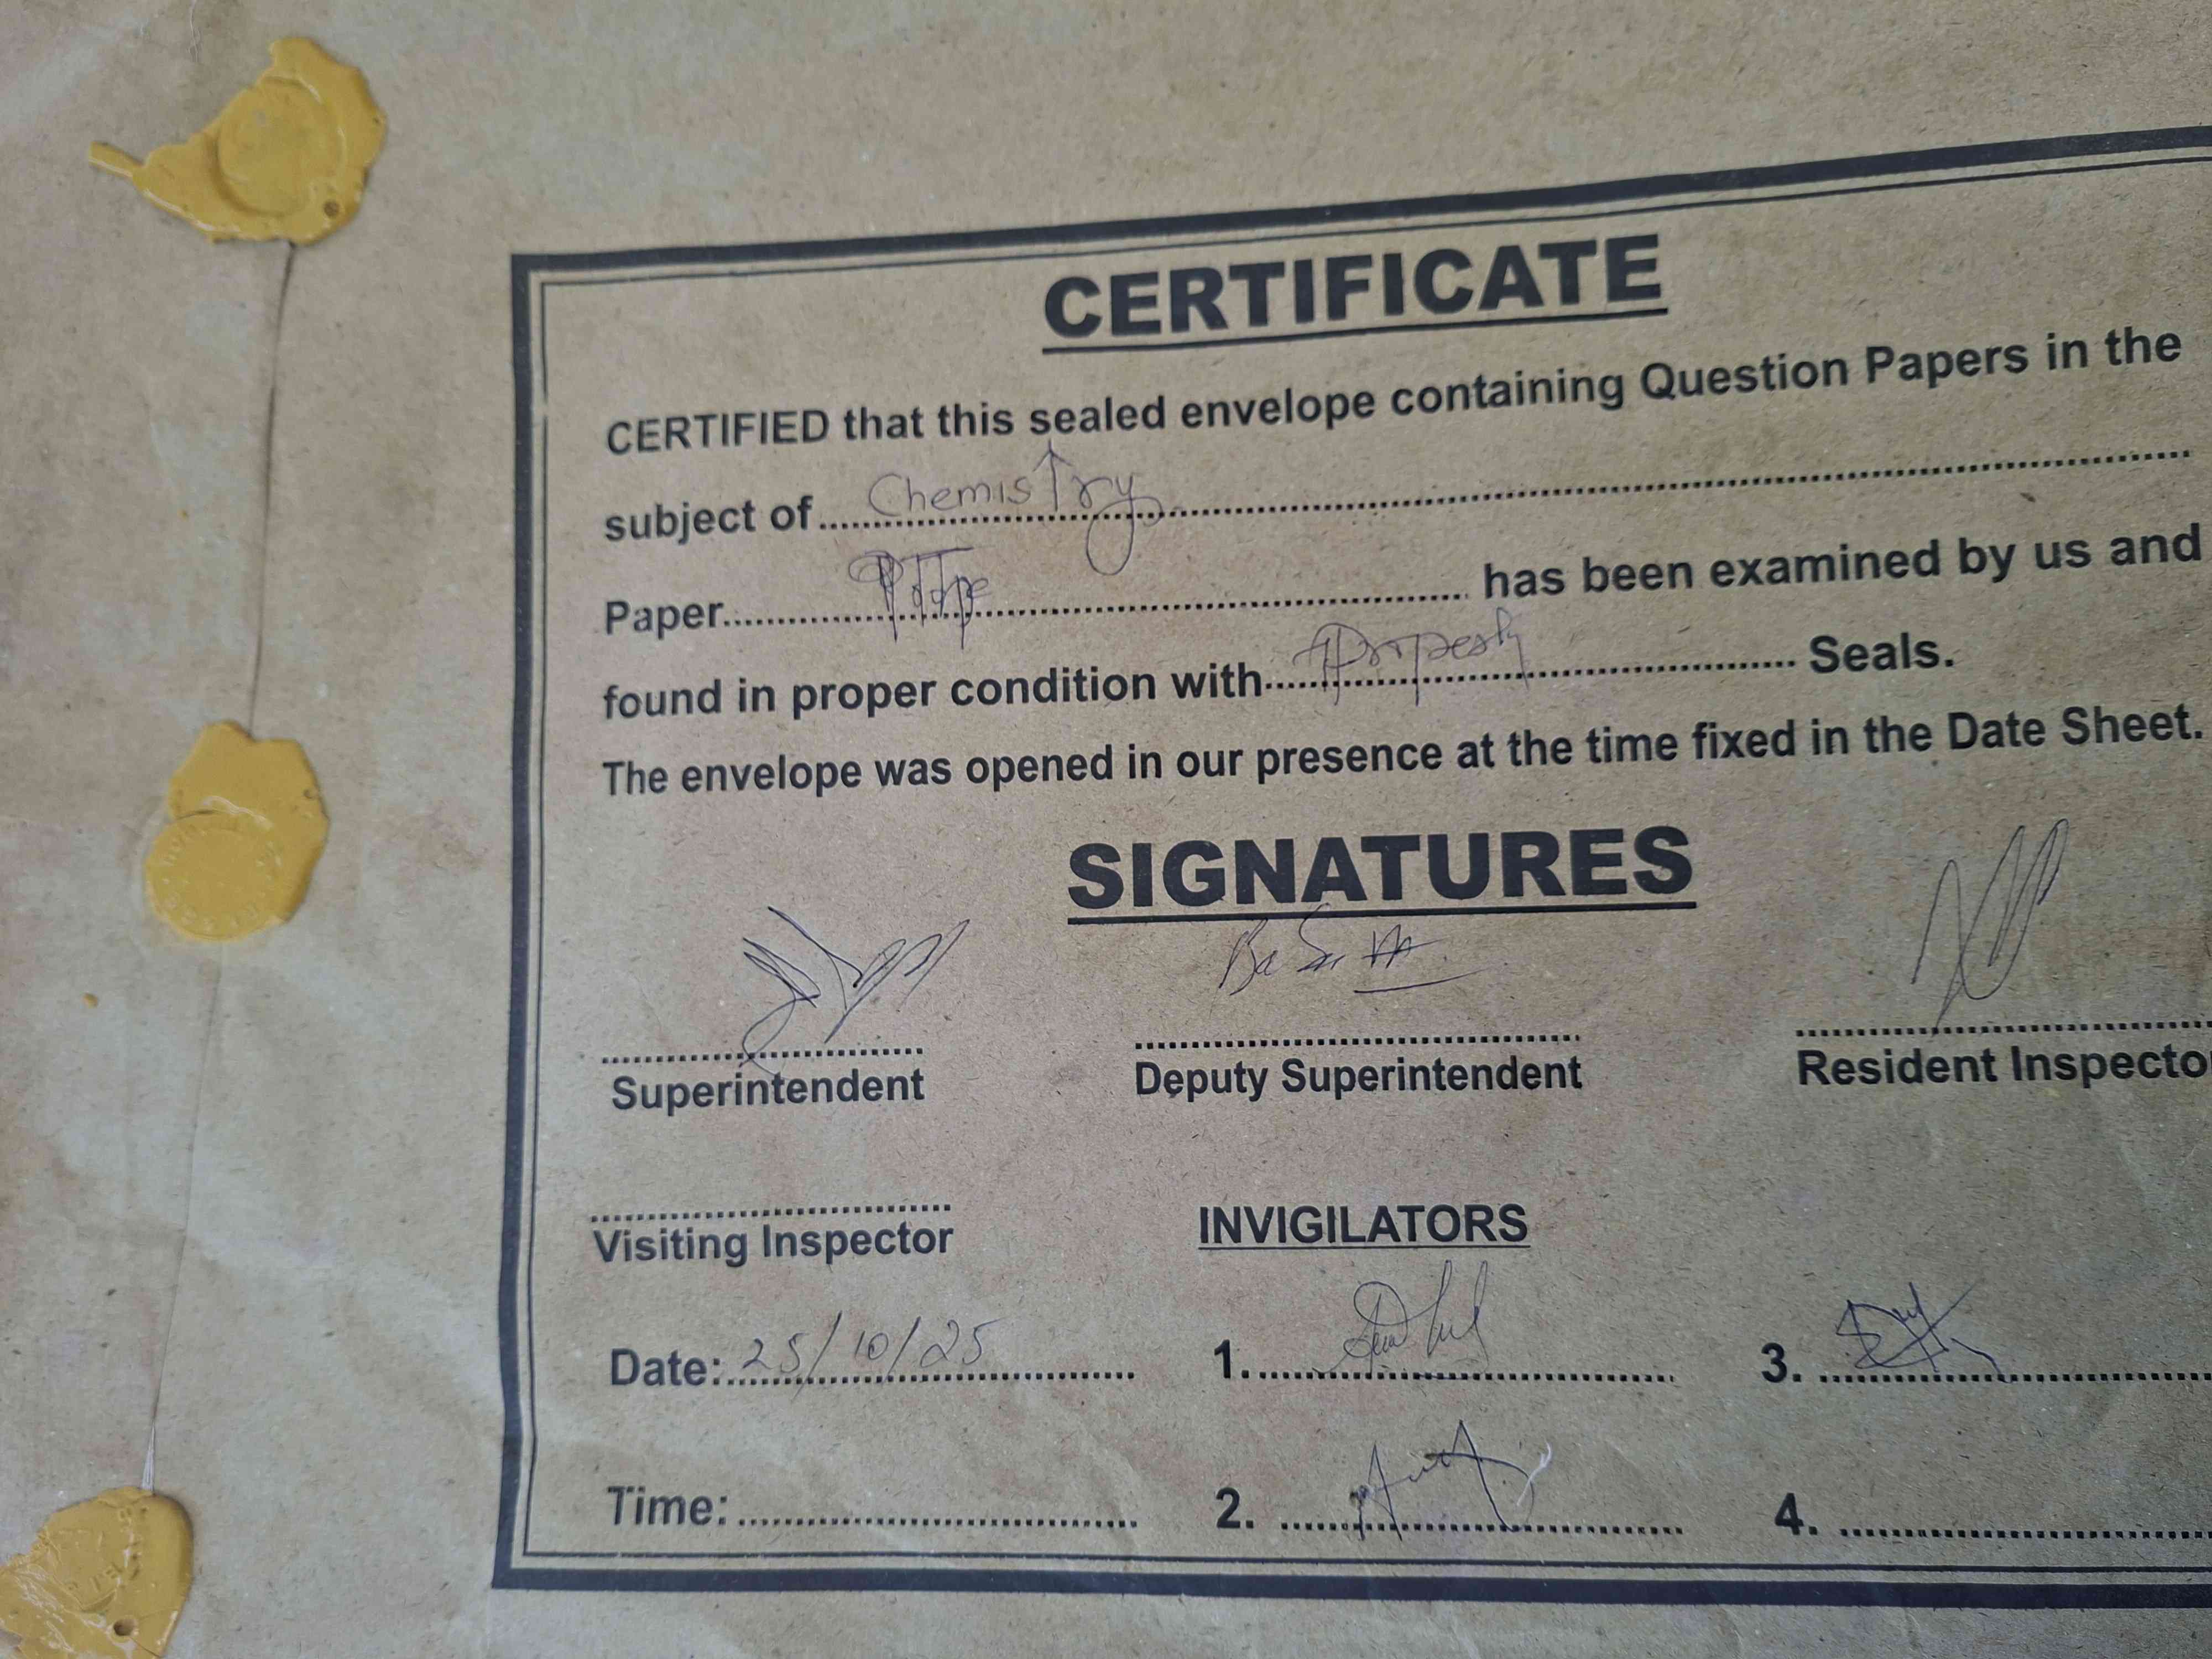 CERTIFICATE
CERTIFIED that this sealed envelope containing Question Papers in the
subject of Chemistry
Paper has been examined by us and
found in proper condition with Properly Seals.
The envelope was opened in our presence at the time fixed in the Date Sheet.
SIGNATURES
Superintendent Deputy Superintendent Resident Inspector
Visiting Inspector INVIGILATORS
Date: 25/10/25 1. 3.
Time: 2. 4.